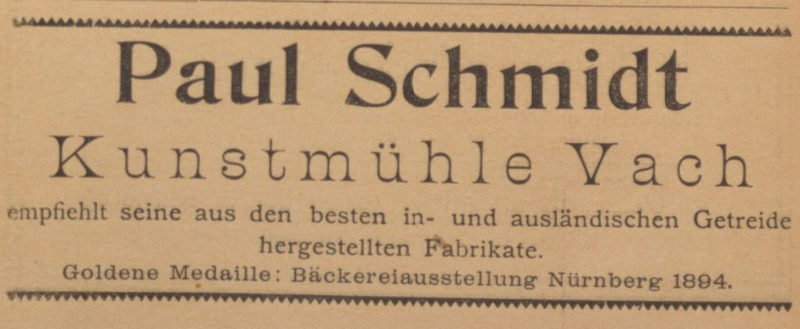 Paul Schmidt
Kunstmühle Vach
empfiehlt seine aus den besten in- und ausländischen Getreide
hergestellten Fabrikate.
Goldene Medaille: Bäckereiausstellung Nürnberg 1894.